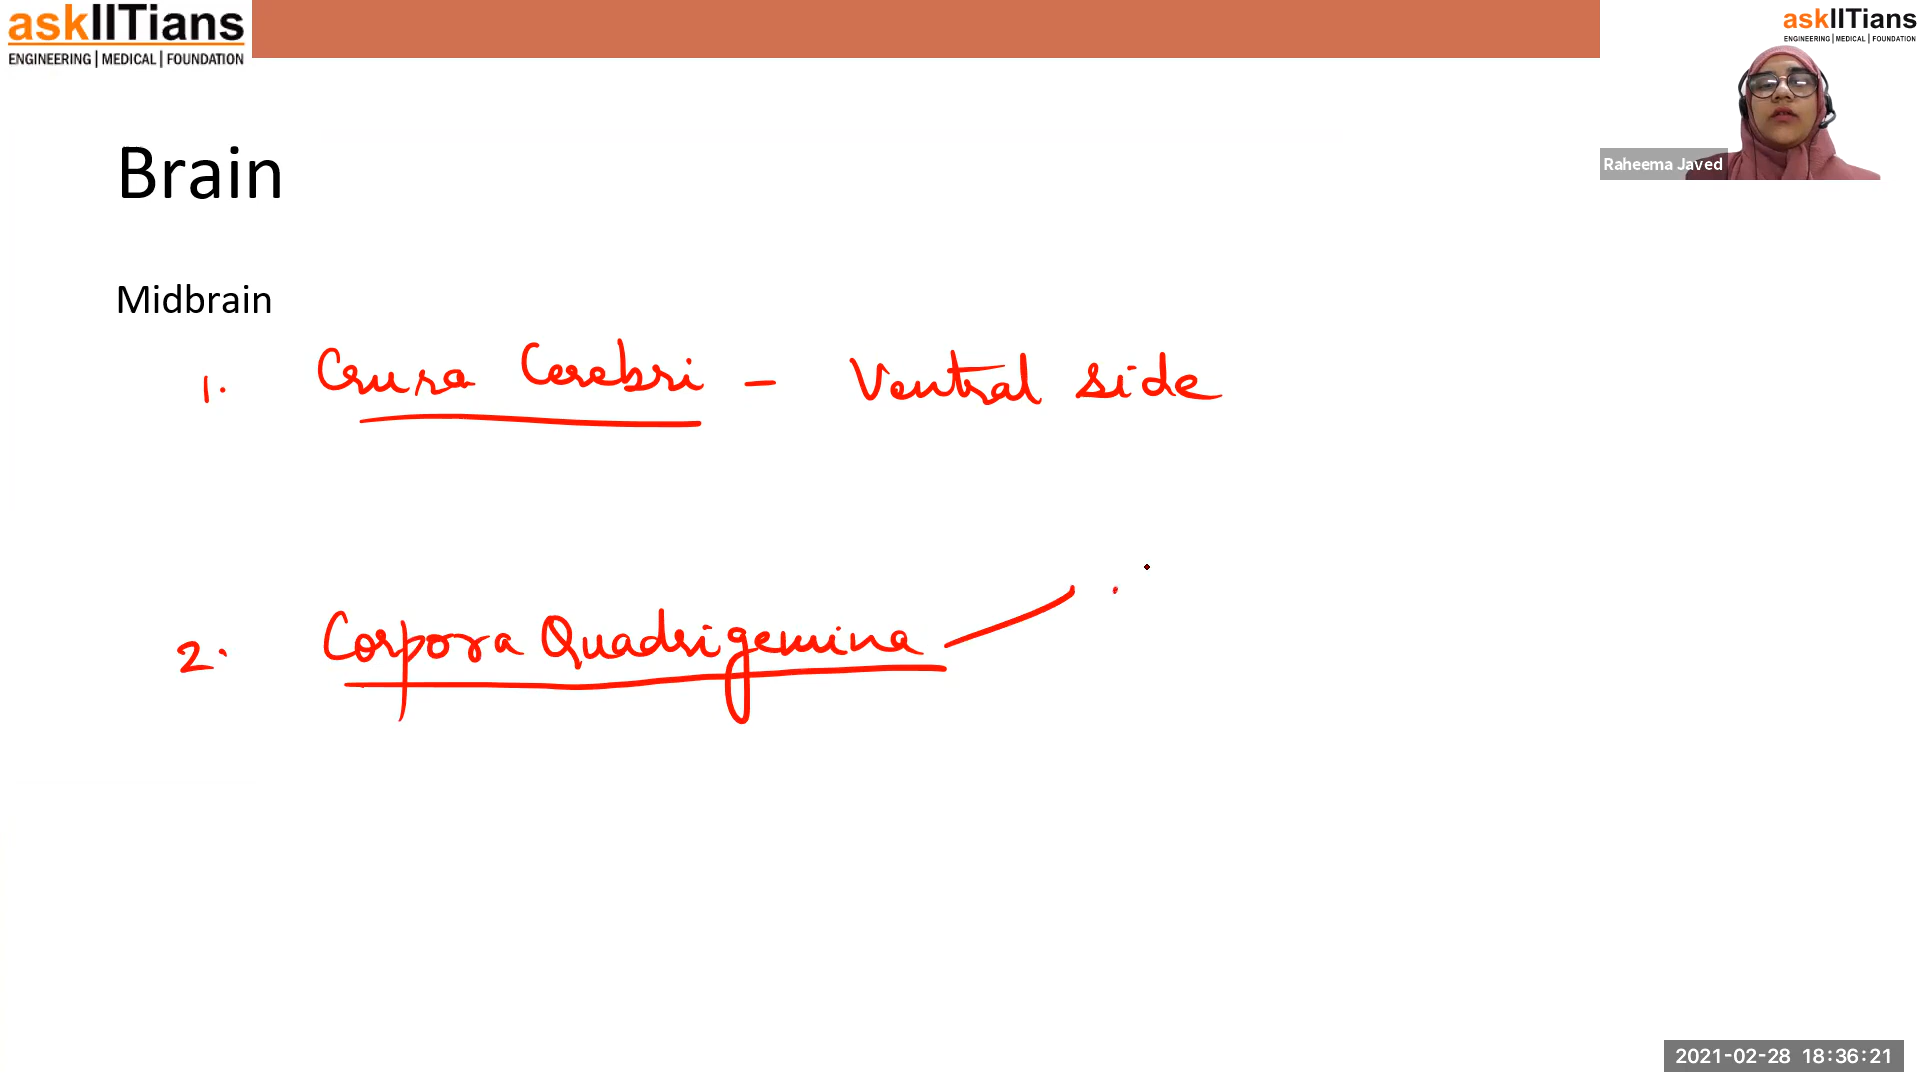 askIITians
ENGINEERING | MEDICAL | FOUNDATION
askIITians
ENGINEERING | MEDICAL | FOUNDATION
Raheema Javed
Brain
Midbrain
1. Crura Cerebri - Ventral side
2. Corpora Quadrigemina
2021-02-28 18:36:21